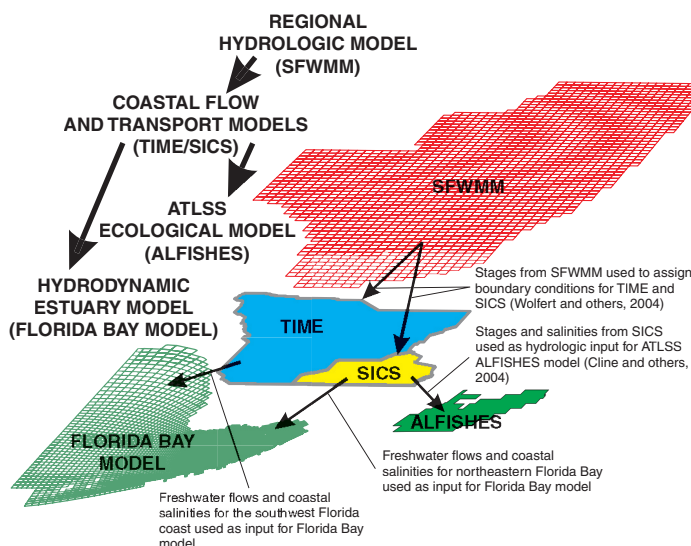 REGIONAL
HYDROLOGIC MODEL
(SFWMM)
COASTAL FLOW
AND TRANSPORT MODELS
(TIME/SICS)
ATLSS
ECOLOGICAL MODEL
(ALFISHES)
HYDRODYNAMIC
ESTUARY MODEL
(FLORIDA BAY MODEL)
SFWMM
Stages from SFWMM used to assign
boundary conditions for TIME and
SICS (Wolfert and others, 2004)
TIME
Stages and salinities from SICS
used as hydrologic input for ATLSS
ALFISHES model (Cline and others,
2004)
SICS
ALFISHES
FLORIDA BAY
MODEL
Freshwater flows and coastal
salinities for northeastern Florida Bay
used as input for Florida Bay model
Freshwater flows and coastal
salinities for the southwest Florida
coast used as input for Florida Bay
model